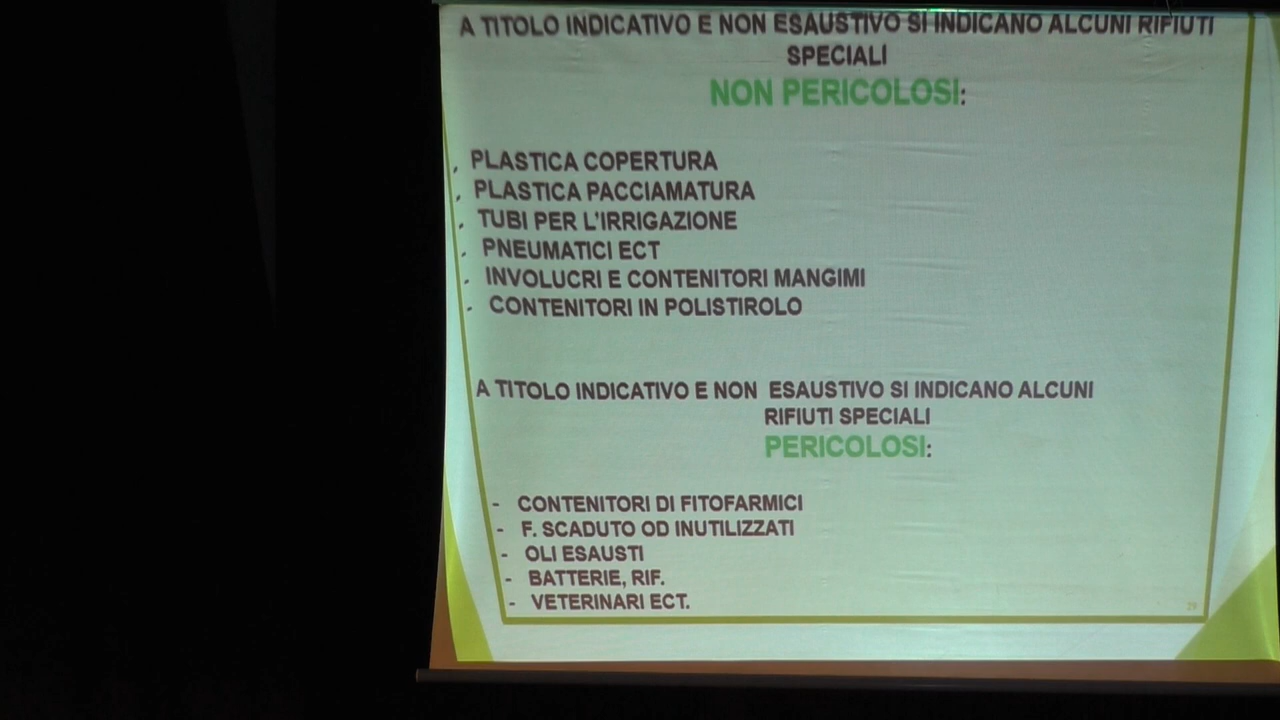 A TITOLO INDICATIVO E NON ESAUSTIVO SI INDICANO ALCUNI RIFIUTI
SPECIALI
NON PERICOLOSI:
- PLASTICA COPERTURA
- PLASTICA PACCIAMATURA
- TUBI PER L'IRRIGAZIONE
- PNEUMATICI ECT
- INVOLUCRI E CONTENITORI MANGIMI
- CONTENITORI IN POLISTIROLO
A TITOLO INDICATIVO E NON ESAUSTIVO SI INDICANO ALCUNI
RIFIUTI SPECIALI
PERICOLOSI:
- CONTENITORI DI FITOFARMICI
- F. SCADUTO OD INUTILIZZATI
- OLI ESAUSTI
- BATTERIE, RIF.
- VETERINARI ECT.